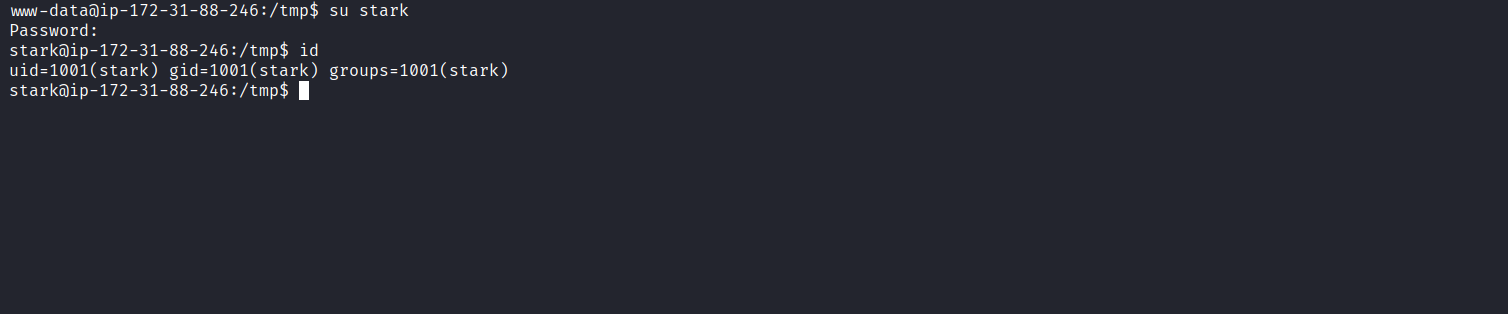 www-data@ip-172-31-88-246:/tmp$ su stark
Password:
stark@ip-172-31-88-246:/tmp$ id
uid=1001(stark) gid=1001(stark) groups=1001(stark)
stark@ip-172-31-88-246:/tmp$